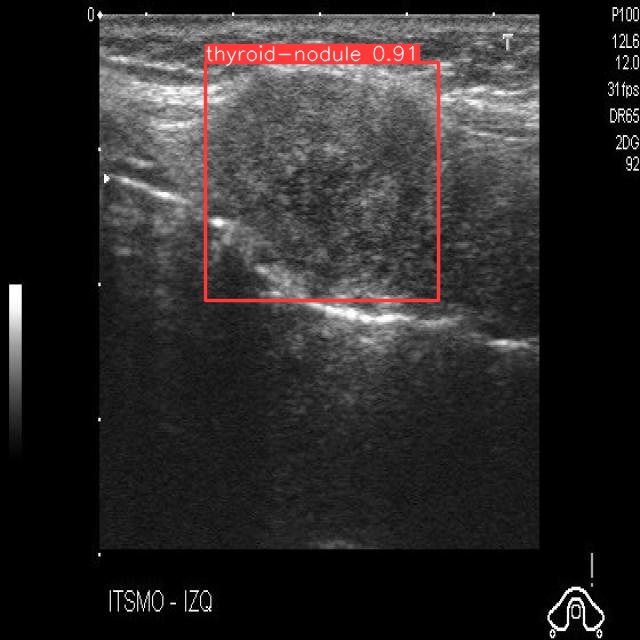 0
P100
12L6
12.0
31fps
DR65
2DG
92
thyroid-nodule 0.91
T
ITSMO - IZQ